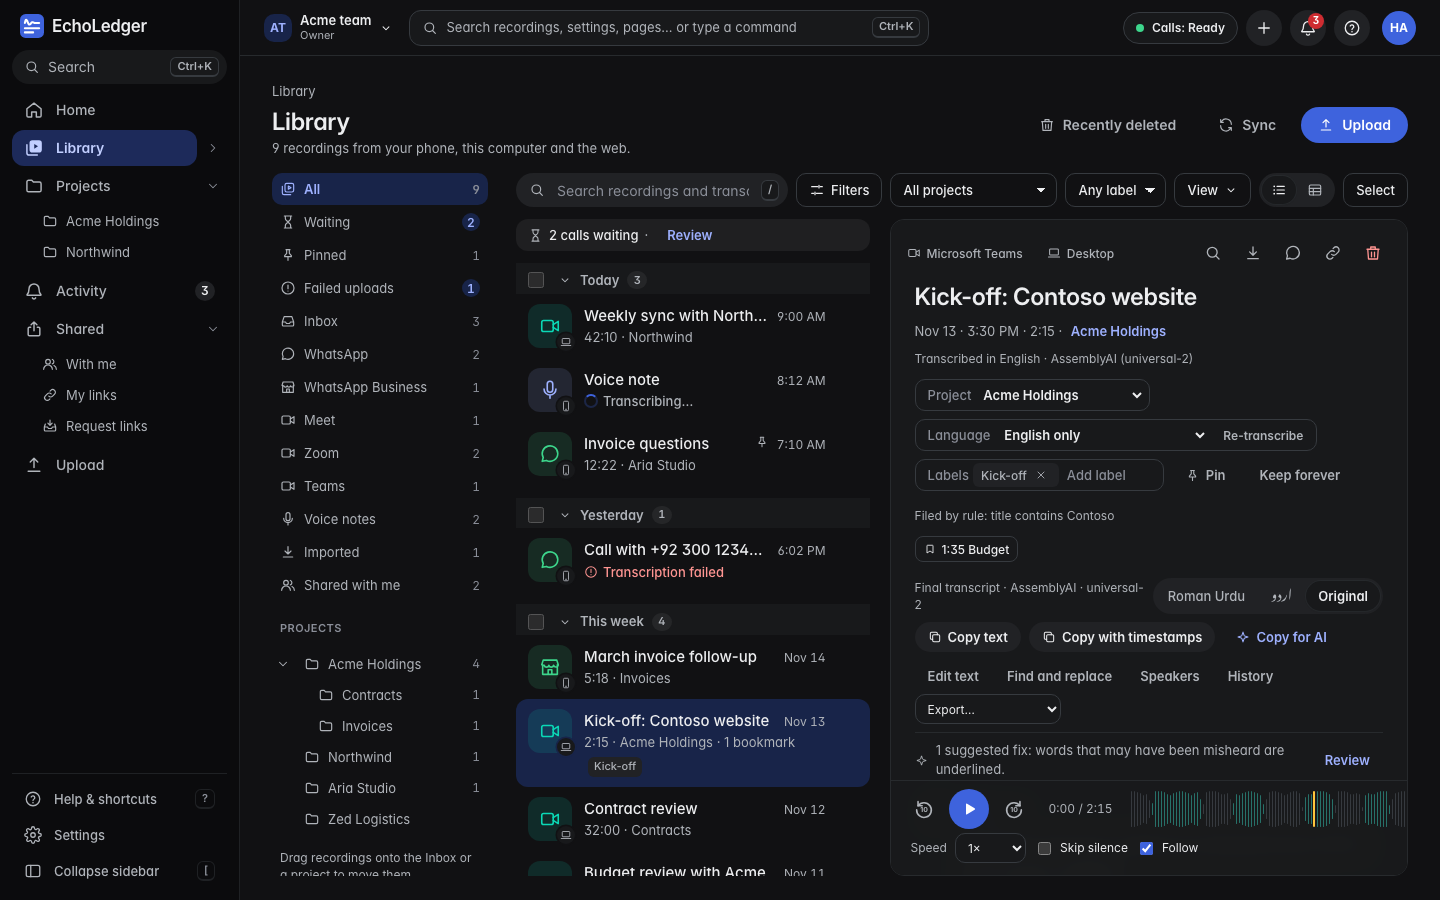 EchoLedger
Search Ctrl+K
Home
Library
Projects
Acme Holdings
Northwind
Activity 3
Shared
With me
My links
Request links
Upload
Help & shortcuts ?
Settings
Collapse sidebar [
AT Acme team
Owner
Search recordings, settings, pages... or type a command Ctrl+K
Calls: Ready
3
HA
Library
Library
9 recordings from your phone, this computer and the web.
Recently deleted
Sync
Upload
All 9
Waiting 2
Pinned 1
Failed uploads 1
Inbox 3
WhatsApp 2
WhatsApp Business 1
Meet 1
Zoom 2
Teams 1
Voice notes 2
Imported 1
Shared with me 2
PROJECTS
Acme Holdings 4
Contracts 1
Invoices 1
Northwind 1
Aria Studio 1
Zed Logistics
Drag recordings onto the Inbox or
a project to move them
Search recordings and transc /
Filters
All projects
Any label
View
Select
2 calls waiting · Review
Today 3
Weekly sync with North... 9:00 AM
42:10 · Northwind
Voice note 8:12 AM
Transcribing...
Invoice questions 7:10 AM
12:22 · Aria Studio
Yesterday 1
Call with +92 300 1234... 6:02 PM
Transcription failed
This week 4
March invoice follow-up Nov 14
5:18 · Invoices
Kick-off: Contoso website Nov 13
2:15 · Acme Holdings · 1 bookmark
Kick-off
Contract review Nov 12
32:00 · Contracts
Budget review with Acme Nov 11
Microsoft Teams Desktop
Kick-off: Contoso website
Nov 13 · 3:30 PM · 2:15 · Acme Holdings
Transcribed in English · AssemblyAI (universal-2)
Project Acme Holdings
Language English only Re-transcribe
Labels Kick-off × Add label Pin Keep forever
Filed by rule: title contains Contoso
1:35 Budget
Final transcript · AssemblyAI · universal-
2
Roman Urdu اردو Original
Copy text Copy with timestamps Copy for AI
Edit text Find and replace Speakers History
Export...
1 suggested fix: words that may have been misheard are
underlined.
Review
10 10 0:00 / 2:15
Speed 1× Skip silence Follow